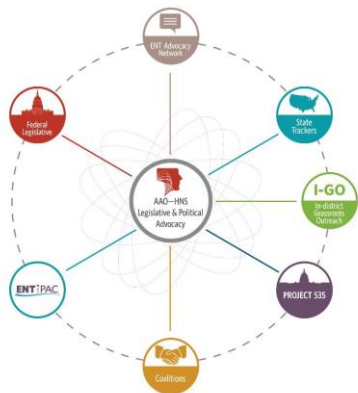 ENT Advocacy
Network
Federal
Legislative
State
Trackers
AAO–HNS
Legislative & Political
Advocacy
I-GO
In-district
Grassroots
Outreach
ENT PAC
PROJECT 535
Coalitions